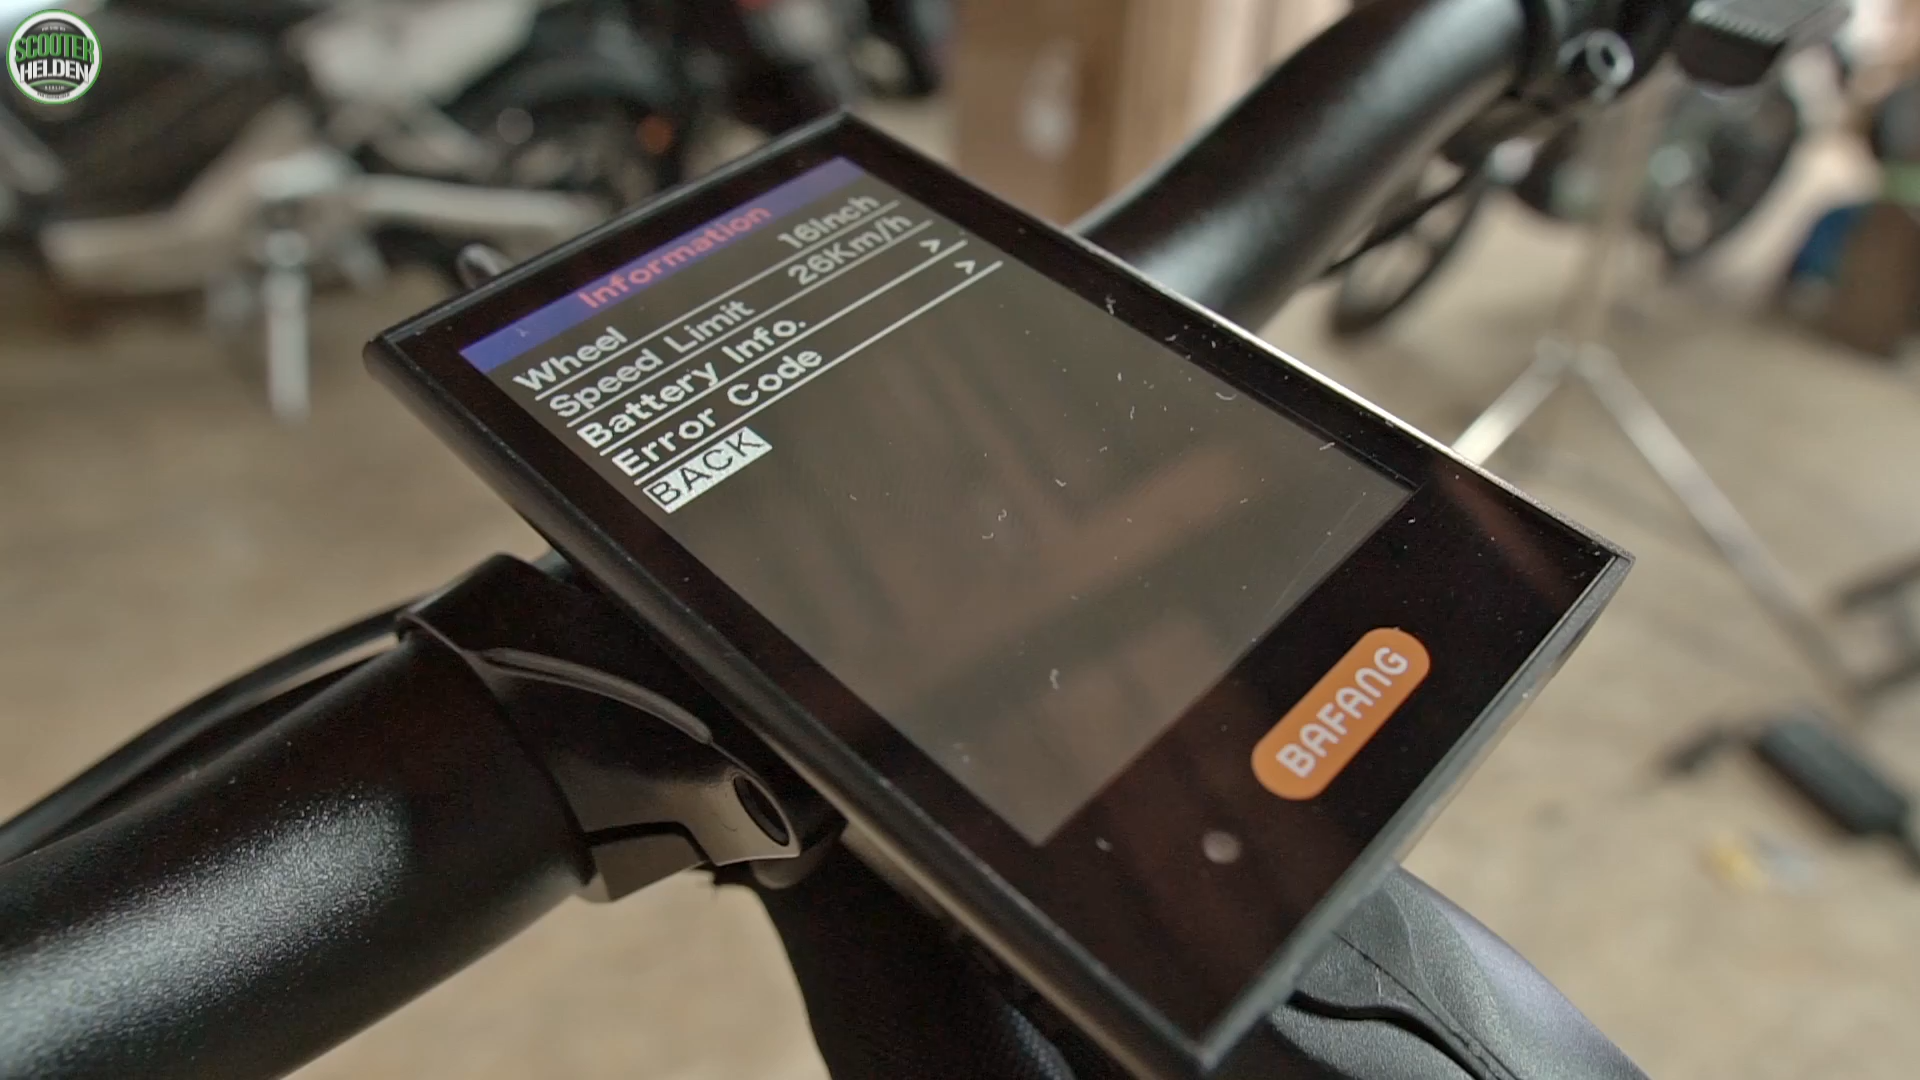 SCOOTER
HELDEN
Information
Wheel 16Inch
Speed Limit 26Km/h
Battery Info. >
Error Code >
BACK
BAFANG